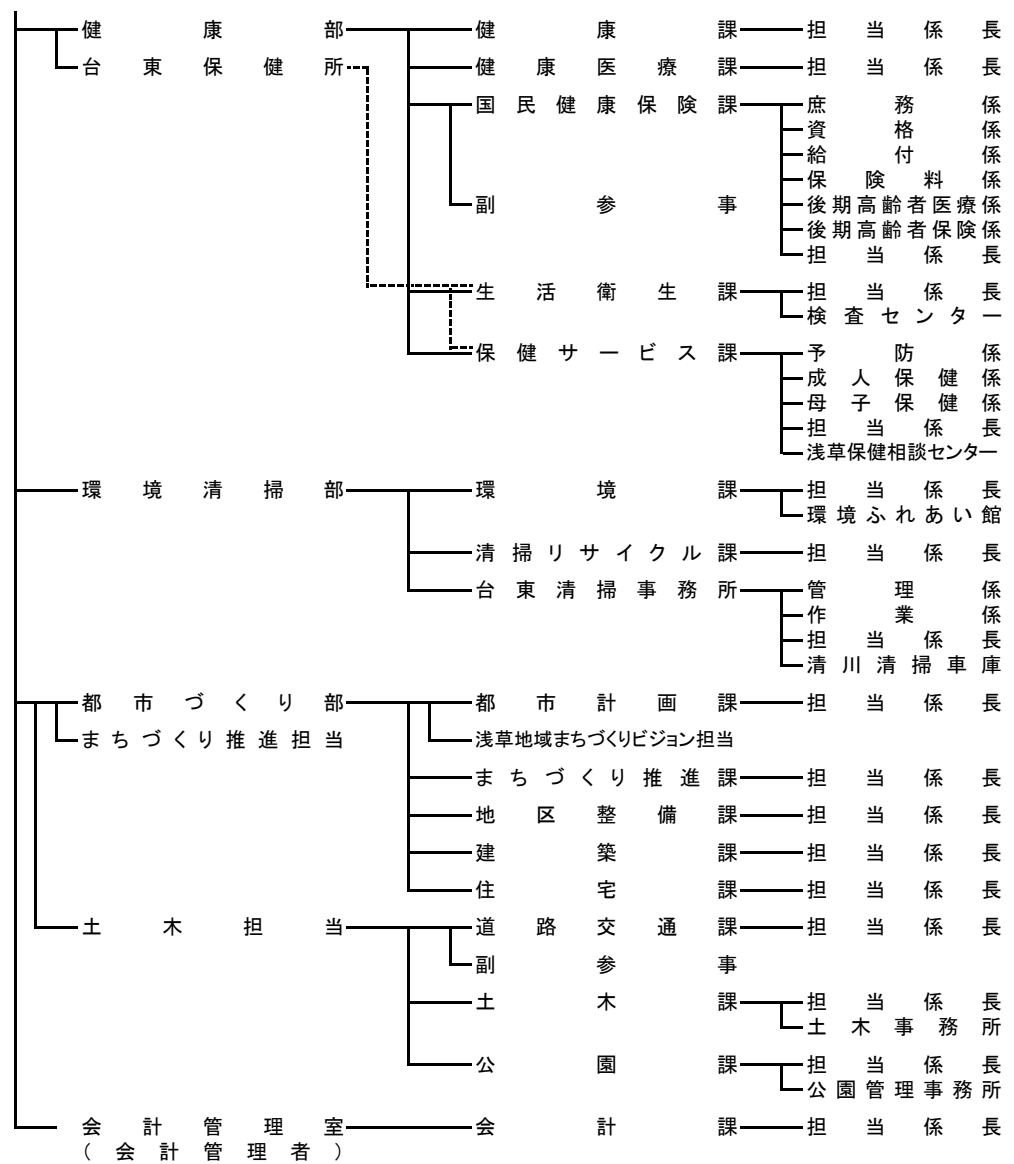 健康部 健康課 担当係長
台東保健所 健康医療課 担当係長
国民健康保険課 庶務係
資格係
給付係
保険料係
副参事 後期高齢者医療係
後期高齢者保険係
担当係長
生活衛生課 担当係長
検査センター
保健サービス課 予防係
成人保健係
母子保健係
担当係長
浅草保健相談センター
環境清掃部 環境課 担当係長
環境ふれあい館
清掃リサイクル課 担当係長
台東清掃事務所 管理係
作業係
担当係長
清川清掃車庫
都市づくり部 都市計画課 担当係長
まちづくり推進担当 浅草地域まちづくりビジョン担当
まちづくり推進課 担当係長
地区整備課 担当係長
建築課 担当係長
住宅課 担当係長
土木担当 道路交通課 担当係長
副参事
土木課 担当係長
土木事務所
公園課 担当係長
公園管理事務所
会計管理室 会計課 担当係長
(会計管理者)